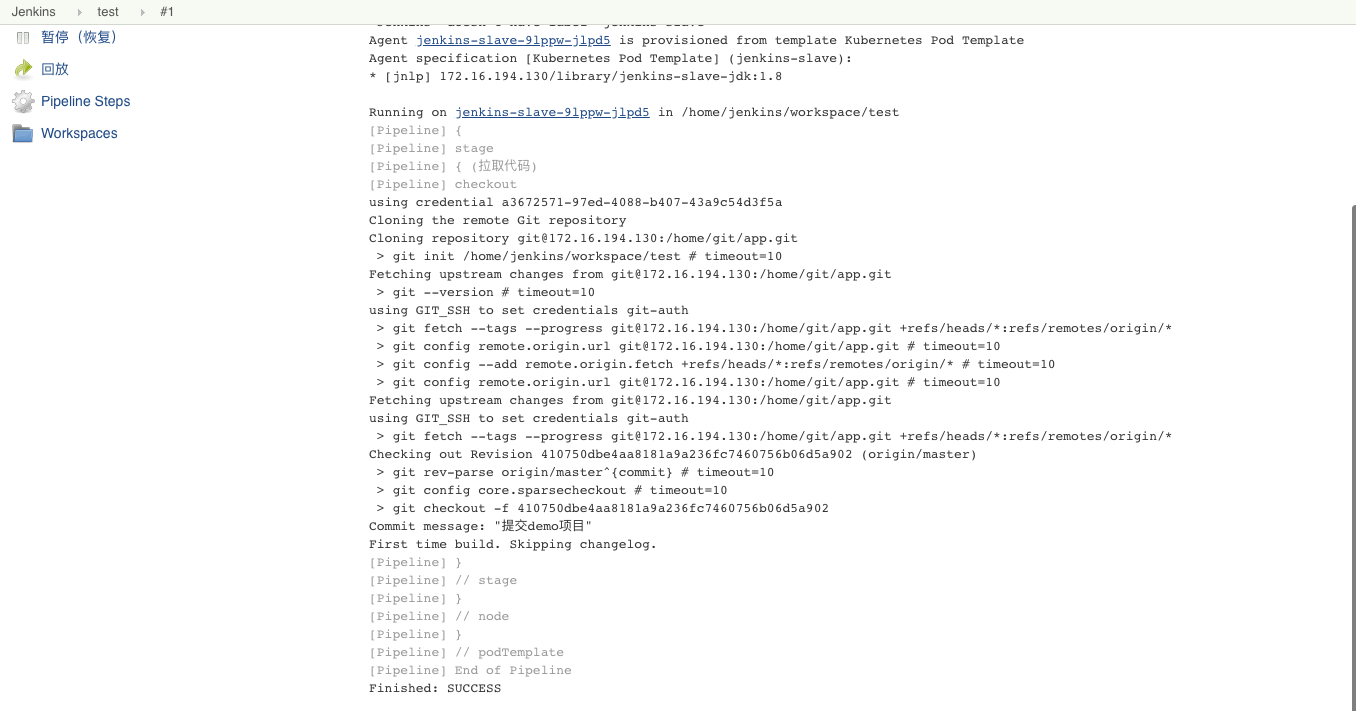 Jenkins test #1
暂停（恢复）
回放
Pipeline Steps
Workspaces
Agent jenkins-slave-9lppw-jlpd5 is provisioned from template Kubernetes Pod Template
Agent specification [Kubernetes Pod Template] (jenkins-slave):
* [jnlp] 172.16.194.130/library/jenkins-slave-jdk:1.8
Running on jenkins-slave-9lppw-jlpd5 in /home/jenkins/workspace/test
[Pipeline] {
[Pipeline] stage
[Pipeline] { (拉取代码)
[Pipeline] checkout
using credential a3672571-97ed-4088-b407-43a9c54d3f5a
Cloning the remote Git repository
Cloning repository git@172.16.194.130:/home/git/app.git
 > git init /home/jenkins/workspace/test # timeout=10
Fetching upstream changes from git@172.16.194.130:/home/git/app.git
 > git --version # timeout=10
using GIT_SSH to set credentials git-auth
 > git fetch --tags --progress git@172.16.194.130:/home/git/app.git +refs/heads/*:refs/remotes/origin/*
 > git config remote.origin.url git@172.16.194.130:/home/git/app.git # timeout=10
 > git config --add remote.origin.fetch +refs/heads/*:refs/remotes/origin/* # timeout=10
 > git config remote.origin.url git@172.16.194.130:/home/git/app.git # timeout=10
Fetching upstream changes from git@172.16.194.130:/home/git/app.git
using GIT_SSH to set credentials git-auth
 > git fetch --tags --progress git@172.16.194.130:/home/git/app.git +refs/heads/*:refs/remotes/origin/*
Checking out Revision 410750dbe4aa8181a9a236fc7460756b06d5a902 (origin/master)
 > git rev-parse origin/master^{commit} # timeout=10
 > git config core.sparsecheckout # timeout=10
 > git checkout -f 410750dbe4aa8181a9a236fc7460756b06d5a902
Commit message: "提交demo项目"
First time build. Skipping changelog.
[Pipeline] }
[Pipeline] // stage
[Pipeline] }
[Pipeline] // node
[Pipeline] }
[Pipeline] // podTemplate
[Pipeline] End of Pipeline
Finished: SUCCESS